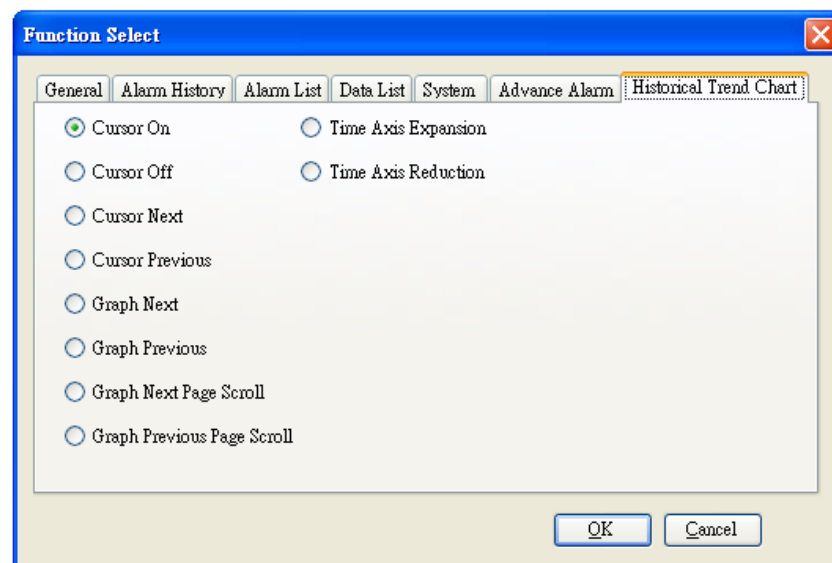 Function Select
General Alarm History Alarm List Data List System Advance Alarm Historical Trend Chart
Cursor On Time Axis Expansion
Cursor Off Time Axis Reduction
Cursor Next
Cursor Previous
Graph Next
Graph Previous
Graph Next Page Scroll
Graph Previous Page Scroll
OK Cancel